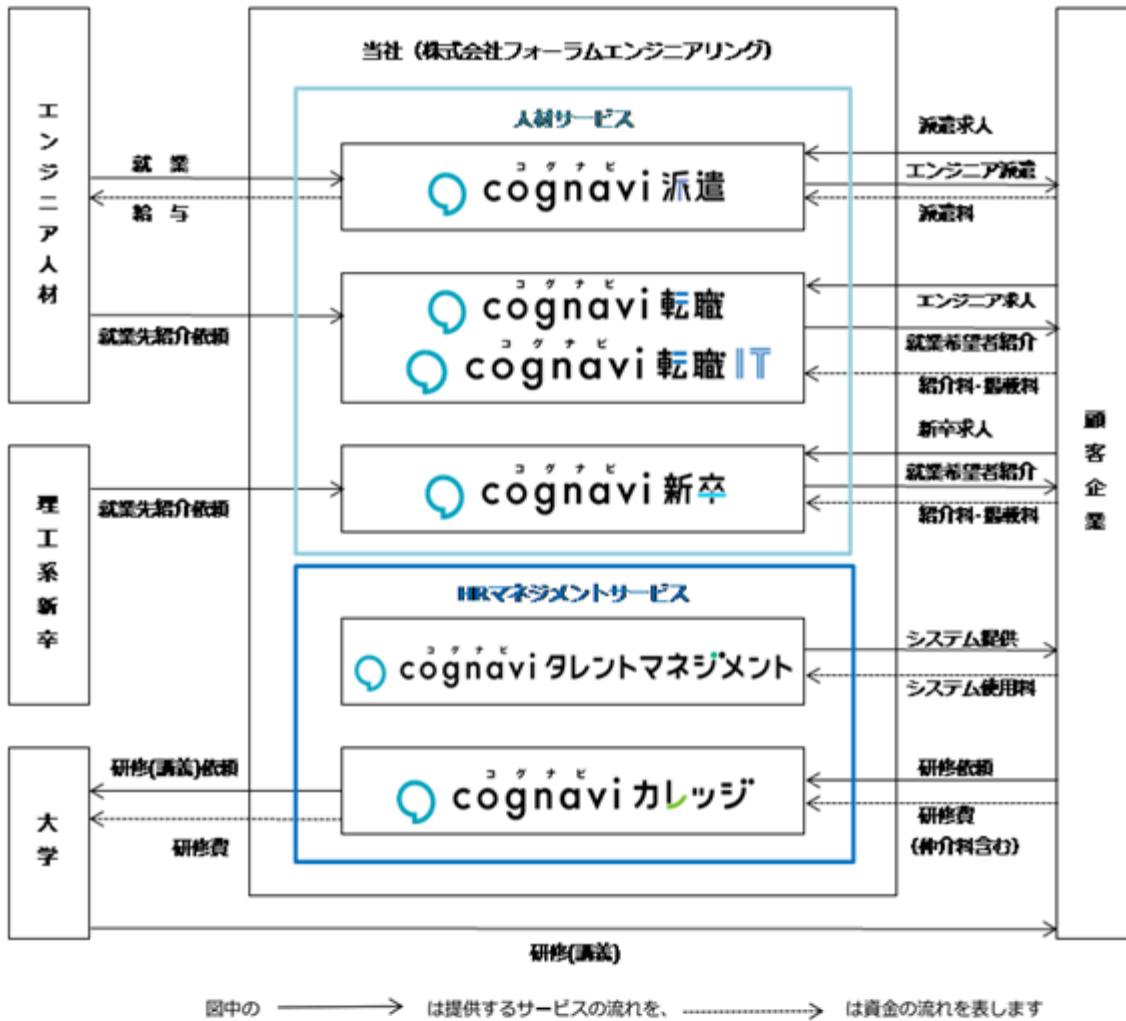 当社（株式会社フォーラムエンジニアリング）
エンジニア人材
理工系新卒
大学
顧客企業
人材サービス
就業
給与
コグナビ
cognavi 派遣
派遣求人
エンジニア派遣
派遣料
就業先紹介依頼
コグナビ
cognavi 転職
コグナビ
cognavi 転職IT
エンジニア求人
就業希望者紹介
紹介料・掲載料
就業先紹介依頼
コグナビ
cognavi 新卒
新卒求人
就業希望者紹介
紹介料・掲載料
HRマネジメントサービス
コグナビ
cognavi タレントマネジメント
システム提供
システム使用料
研修(講義)依頼
研修費
コグナビ
cognavi カレッジ
研修依頼
研修費
(仲介料含む)
研修(講義)
図中の は提供するサービスの流れを、 は資金の流れを表します